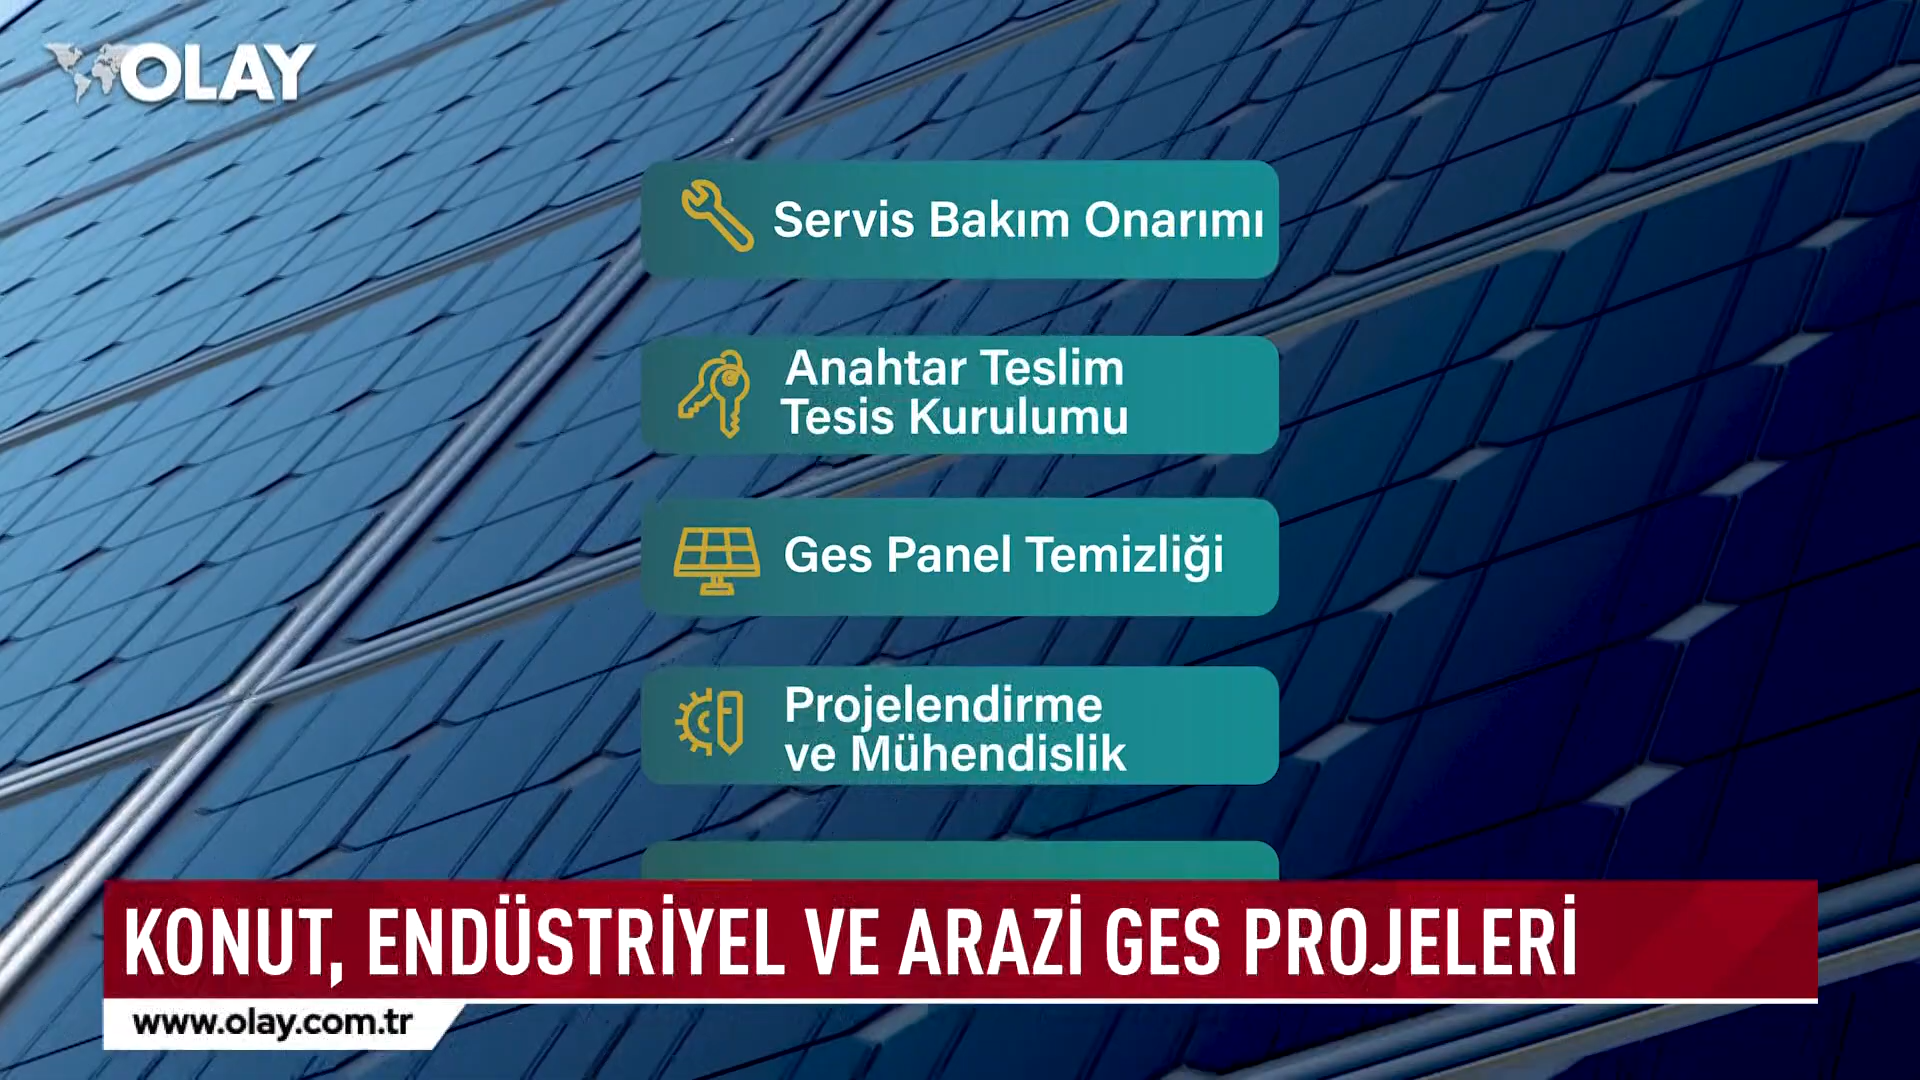 OLAY
Servis Bakım Onarımı
Anahtar Teslim
Tesis Kurulumu
Ges Panel Temizliği
Projelendirme
ve Mühendislik
KONUT, ENDÜSTRİYEL VE ARAZİ GES PROJELERİ
www.olay.com.tr